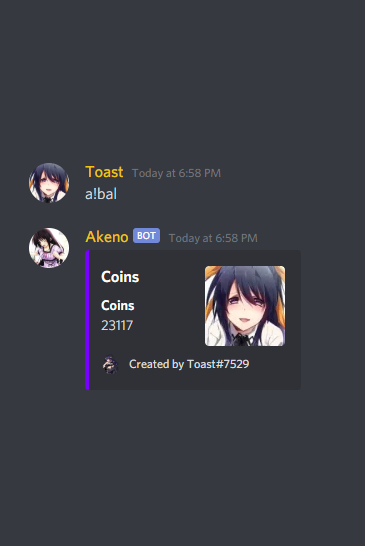 Toast Today at 6:58 PM
a!bal
Akeno BOT Today at 6:58 PM
Coins
Coins
23117
Created by Toast#7529